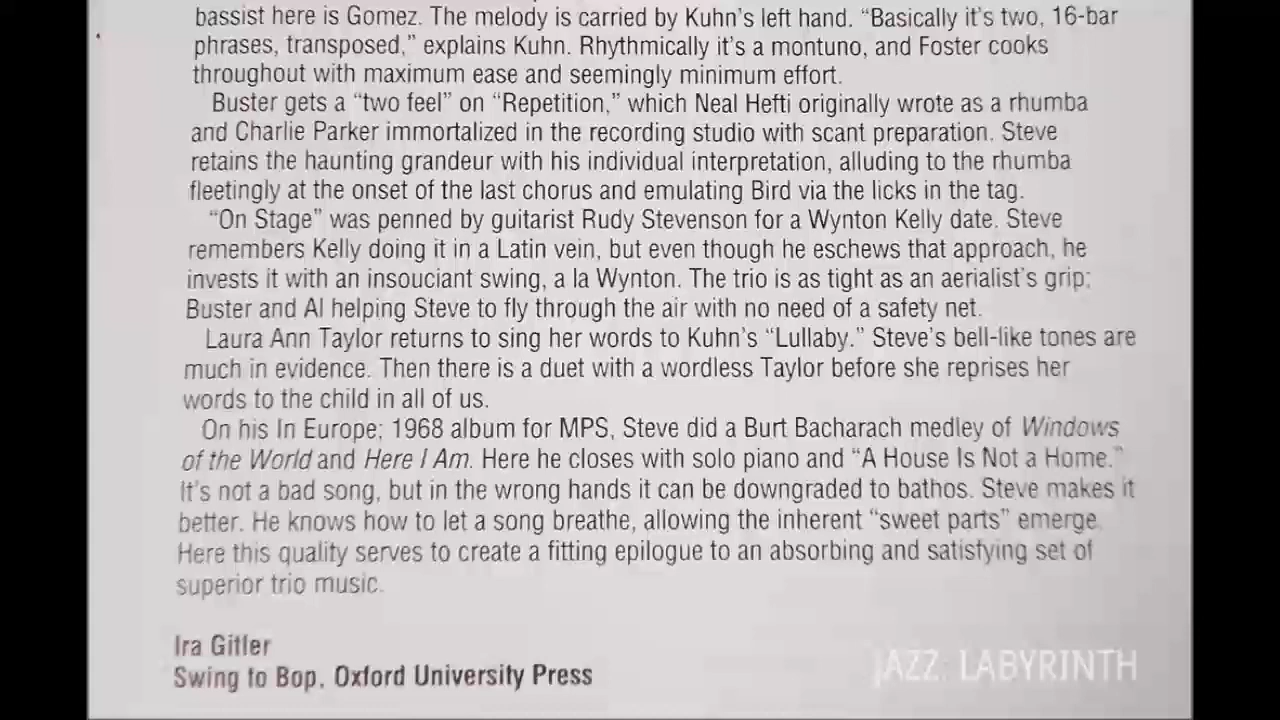 bassist here is Gomez. The melody is carried by Kuhn's left hand. “Basically it's two, 16-bar
phrases, transposed,” explains Kuhn. Rhythmically it's a montuno, and Foster cooks
throughout with maximum ease and seemingly minimum effort.
Buster gets a “two feel” on “Repetition,” which Neal Hefti originally wrote as a rhumba
and Charlie Parker immortalized in the recording studio with scant preparation. Steve
retains the haunting grandeur with his individual interpretation, alluding to the rhumba
fleetingly at the onset of the last chorus and emulating Bird via the licks in the tag.
“On Stage” was penned by guitarist Rudy Stevenson for a Wynton Kelly date. Steve
remembers Kelly doing it in a Latin vein, but even though he eschews that approach, he
invests it with an insouciant swing, a la Wynton. The trio is as tight as an aerialist's grip;
Buster and Al helping Steve to fly through the air with no need of a safety net.
Laura Ann Taylor returns to sing her words to Kuhn's “Lullaby.” Steve's bell-like tones are
much in evidence. Then there is a duet with a wordless Taylor before she reprises her
words to the child in all of us.
On his In Europe; 1968 album for MPS, Steve did a Burt Bacharach medley of Windows
of the World and Here I Am. Here he closes with solo piano and “A House Is Not a Home.”
It's not a bad song, but in the wrong hands it can be downgraded to bathos. Steve makes it
better. He knows how to let a song breathe, allowing the inherent “sweet parts” emerge.
Here this quality serves to create a fitting epilogue to an absorbing and satisfying set of
superior trio music.
Ira Gitler
Swing to Bop, Oxford University Press
JAZZ: LABYRINTH